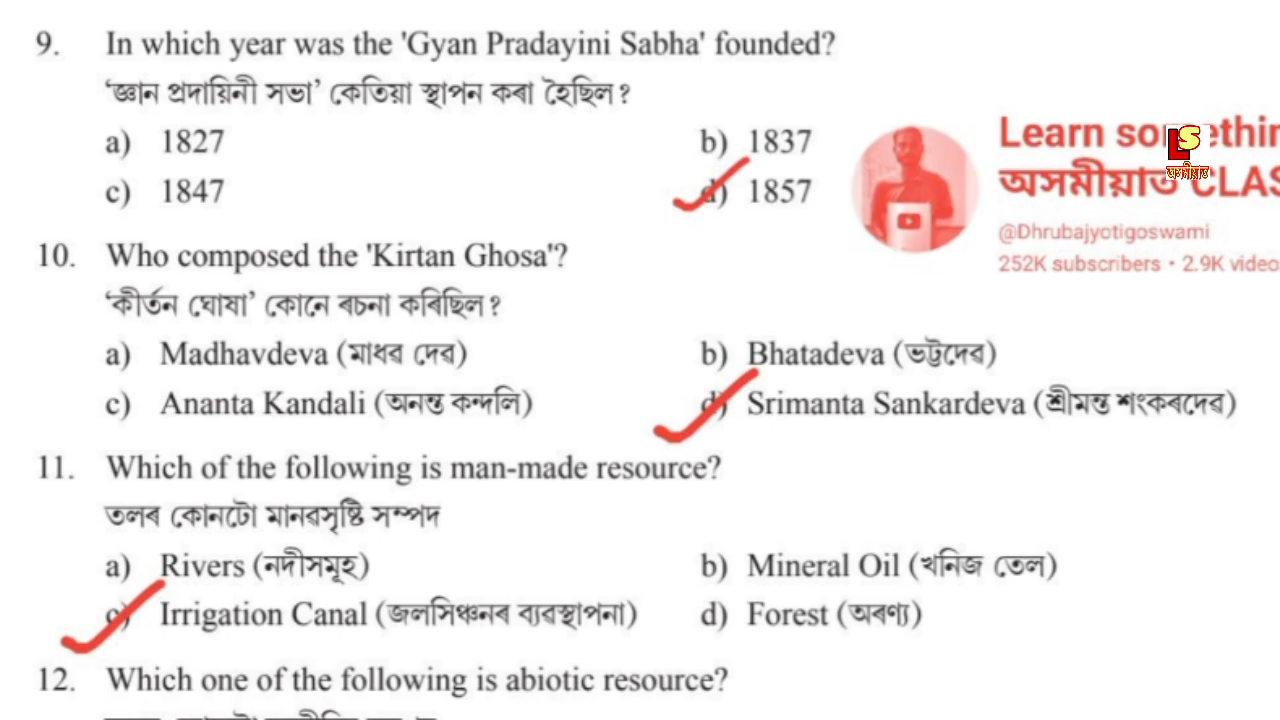 9. In which year was the 'Gyan Pradayini Sabha' founded?
‘জ্ঞান প্ৰদায়িনী সভা’ কেতিয়া স্থাপন কৰা হৈছিল?
a) 1827 b) 1837
c) 1847 d) 1857
Learn somethin
অসমীয়াত CLAS
LS
অসমীয়াত
@Dhrubajyotigoswami
252K subscribers • 2.9K video
10. Who composed the 'Kirtan Ghosa'?
‘কীৰ্তন ঘোষা’ কোনে ৰচনা কৰিছিল?
a) Madhavdeva (মাধৱ দেৱ) b) Bhatadeva (ভট্টদেৱ)
c) Ananta Kandali (অনন্ত কন্দলি) d) Srimanta Sankardeva (শ্ৰীমন্ত শংকৰদেৱ)
11. Which of the following is man-made resource?
তলৰ কোনটো মানৱসৃষ্টি সম্পদ
a) Rivers (নদীসমূহ) b) Mineral Oil (খনিজ তেল)
c) Irrigation Canal (জলসিঞ্চনৰ ব্যৱস্থাপনা) d) Forest (অৰণ্য)
12. Which one of the following is abiotic resource?